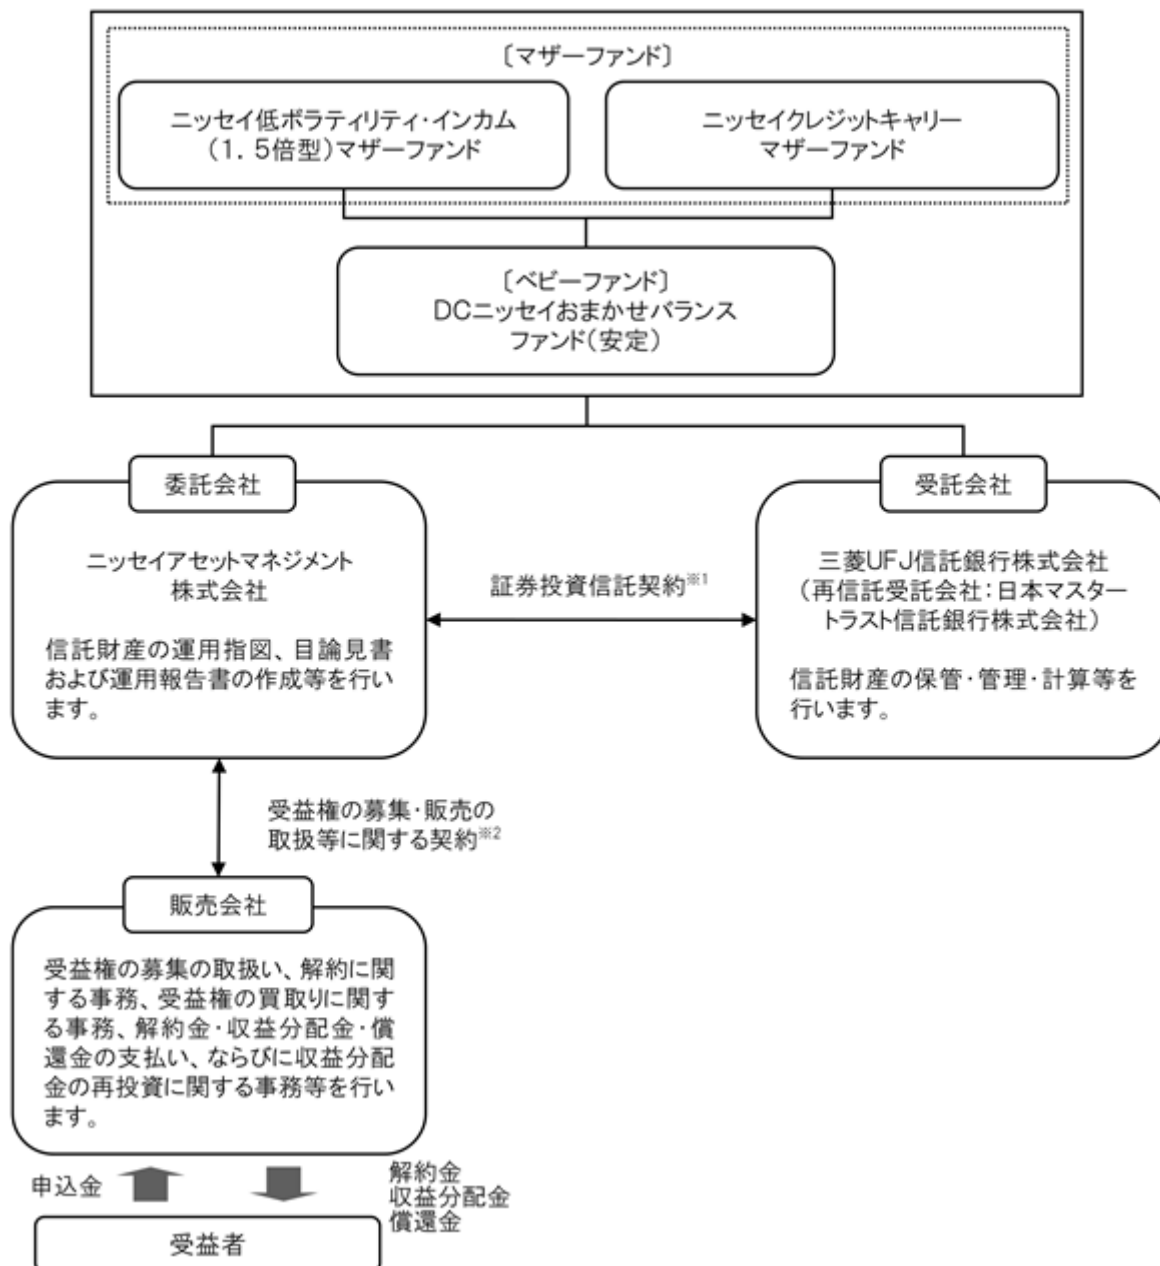 〔マザーファンド〕
ニッセイ低ボラティリティ・インカム
（１．５倍型）マザーファンド
ニッセイクレジットキャリー
マザーファンド
〔ベビーファンド〕
ＤＣニッセイおまかせバランス
ファンド（安定）
委託会社
ニッセイアセットマネジメント
株式会社
信託財産の運用指図、目論見書
および運用報告書の作成等を行い
ます。
証券投資信託契約※1
受託会社
三菱ＵＦＪ信託銀行株式会社
（再信託受託会社：日本マスター
トラスト信託銀行株式会社）
信託財産の保管・管理・計算等を
行います。
受益権の募集・販売の
取扱等に関する契約※2
販売会社
受益権の募集の取扱い、解約に関
する事務、受益権の買取りに関す
る事務、解約金・収益分配金・償
還金の支払い、ならびに収益分配
金の再投資に関する事務等を行い
ます。
申込金
解約金
収益分配金
償還金
受益者